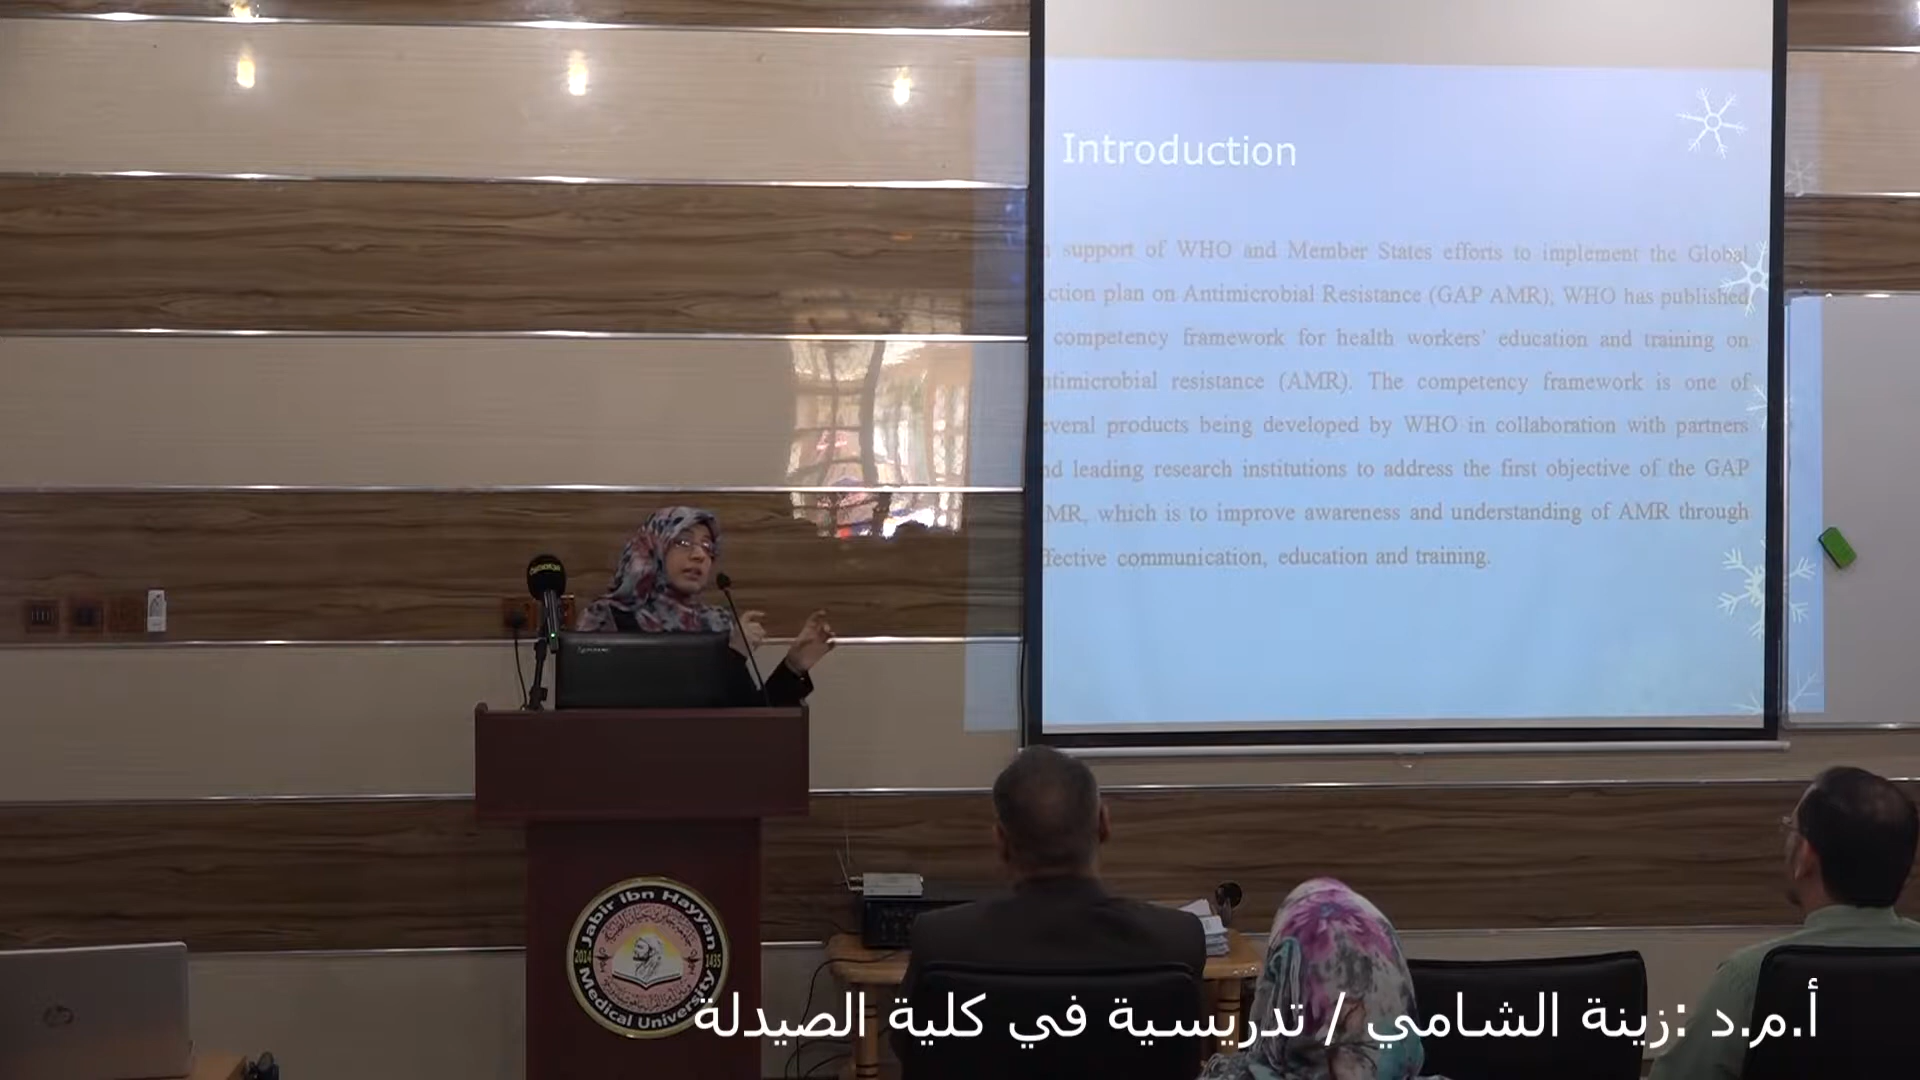 Introduction
support of WHO and Member States efforts to implement the Global
ction plan on Antimicrobial Resistance (GAP AMR), WHO has published
competency framework for health workers' education and training on
ntimicrobial resistance (AMR). The competency framework is one of
everal products being developed by WHO in collaboration with partners
nd leading research institutions to address the first objective of the GAP
MR, which is to improve awareness and understanding of AMR through
ffective communication, education and training.
Jabir ibn Hayyan
2014 1435
Medical University
أ.م.د :زينة الشامي / تدريسية في كلية الصيدلة